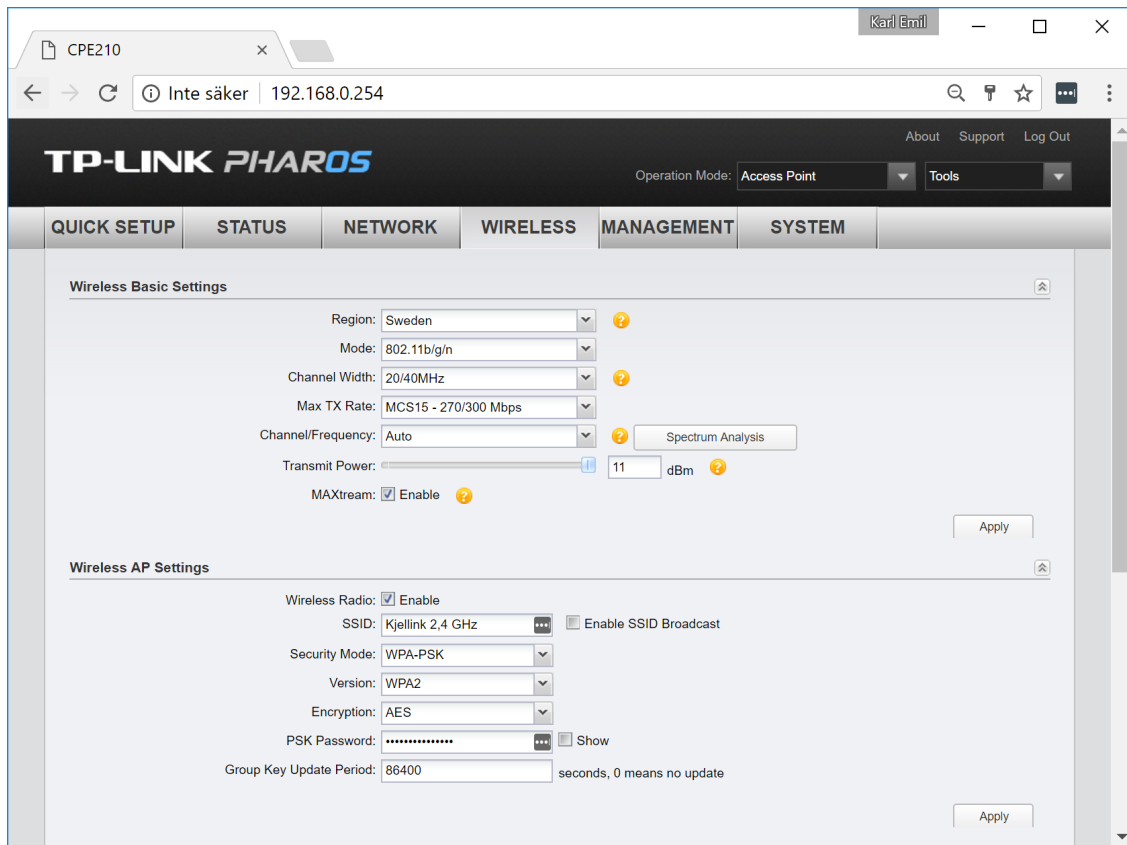 Karl Emil
CPE210
Inte säker 192.168.0.254
About Support Log Out
TP-LINK PHAROS
Operation Mode: Access Point Tools
QUICK SETUP STATUS NETWORK WIRELESS MANAGEMENT SYSTEM
Wireless Basic Settings
Region: Sweden ?
Mode: 802.11b/g/n
Channel Width: 20/40MHz ?
Max TX Rate: MCS15 - 270/300 Mbps
Channel/Frequency: Auto ? Spectrum Analysis
Transmit Power: 11 dBm ?
MAXtream: Enable ?
Apply
Wireless AP Settings
Wireless Radio: Enable
SSID: Kjellink 2,4 GHz Enable SSID Broadcast
Security Mode: WPA-PSK
Version: WPA2
Encryption: AES
PSK Password: ••••••••••••••• Show
Group Key Update Period: 86400 seconds, 0 means no update
Apply